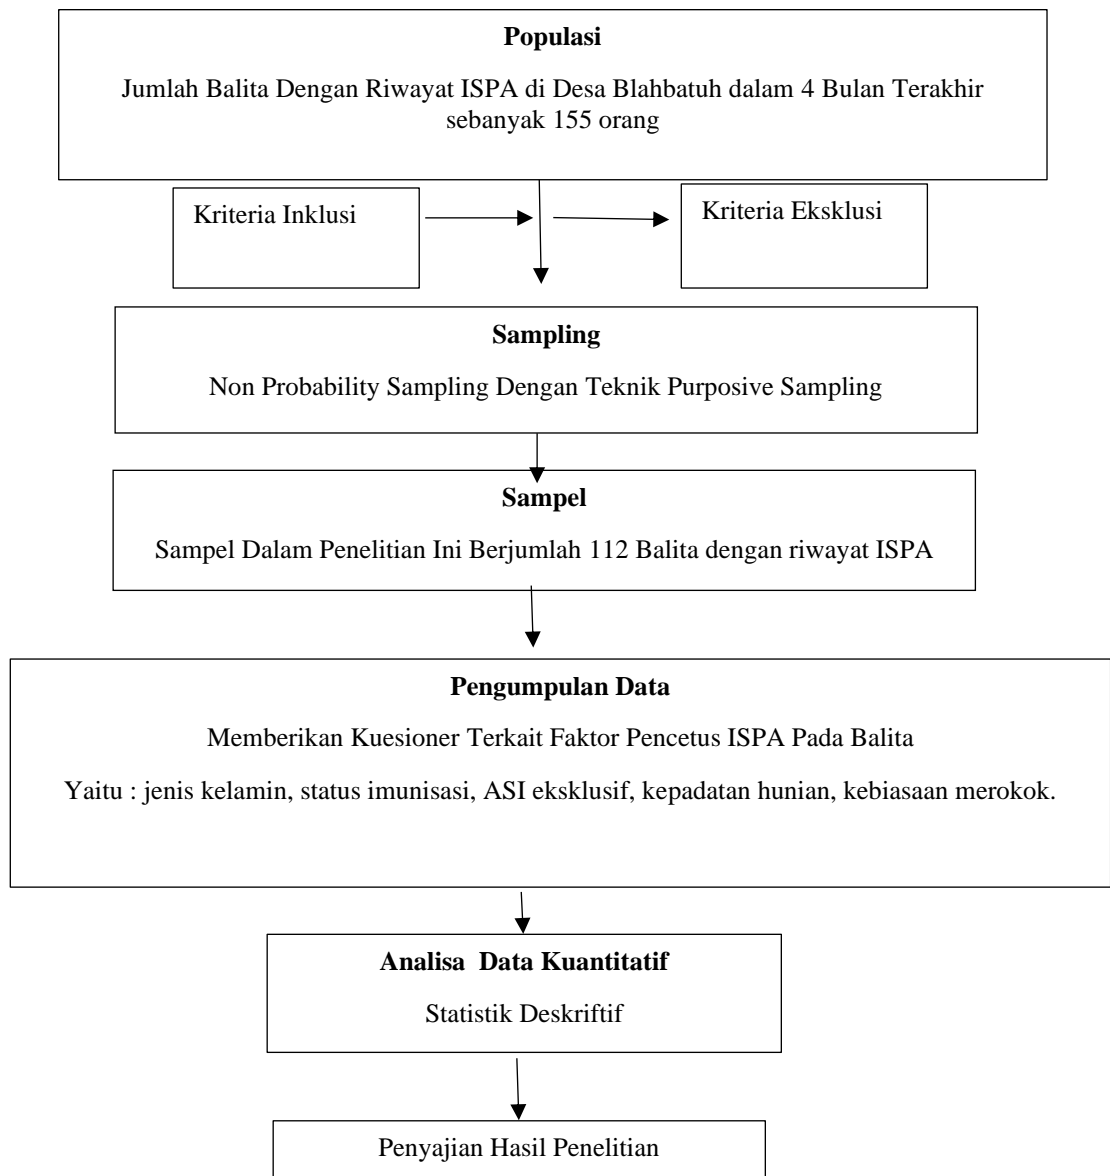 Populasi
Jumlah Balita Dengan Riwayat ISPA di Desa Blahbatuh dalam 4 Bulan Terakhir
sebanyak 155 orang
Kriteria Inklusi
Kriteria Eksklusi
Sampling
Non Probability Sampling Dengan Teknik Purposive Sampling
Sampel
Sampel Dalam Penelitian Ini Berjumlah 112 Balita dengan riwayat ISPA
Pengumpulan Data
Memberikan Kuesioner Terkait Faktor Pencetus ISPA Pada Balita
Yaitu : jenis kelamin, status imunisasi, ASI eksklusif, kepadatan hunian, kebiasaan merokok.
Analisa Data Kuantitatif
Statistik Deskriftif
Penyajian Hasil Penelitian